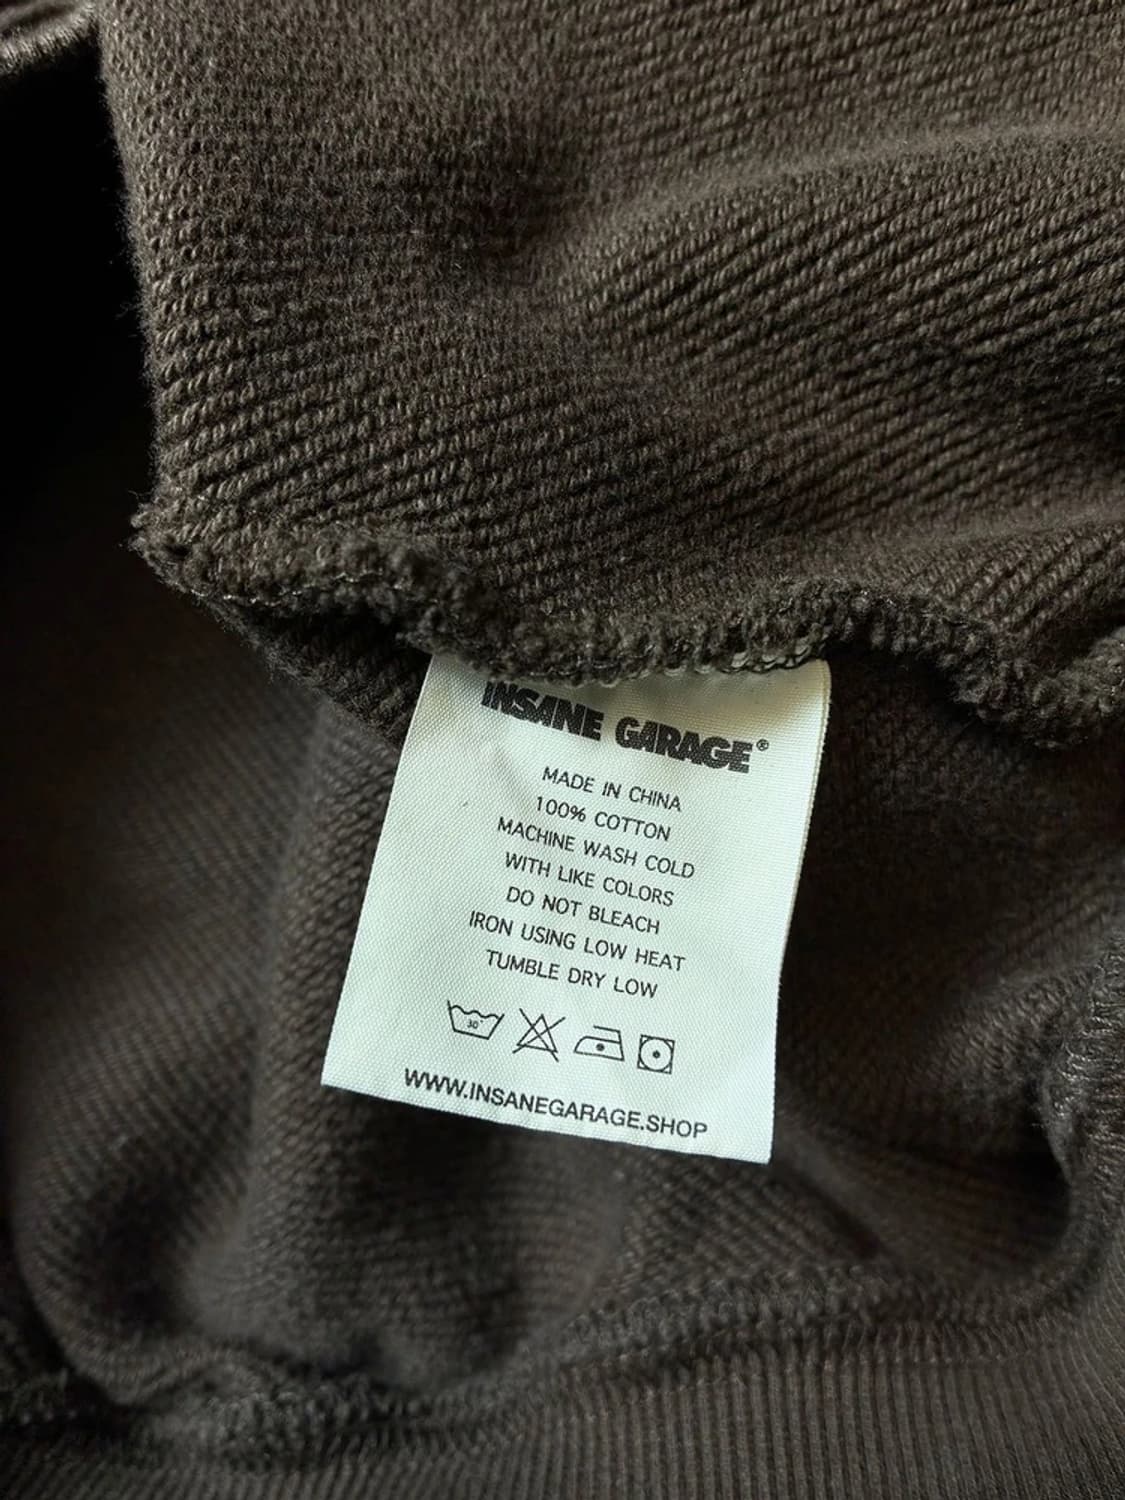 INSANE GARAGE®
MADE IN CHINA
100% COTTON
MACHINE WASH COLD
WITH LIKE COLORS
DO NOT BLEACH
IRON USING LOW HEAT
TUMBLE DRY LOW
30°
WWW.INSANEGARAGE.SHOP